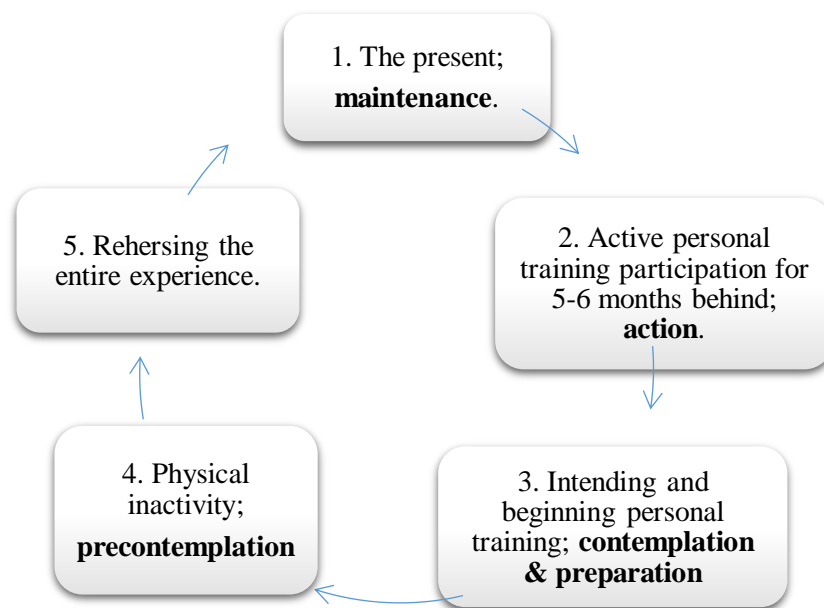 1. The present;
maintenance.
2. Active personal
training participation for
5-6 months behind;
action.
3. Intending and
beginning personal
training; contemplation
& preparation
4. Physical
inactivity;
precontemplation
5. Rehersing the
entire experience.